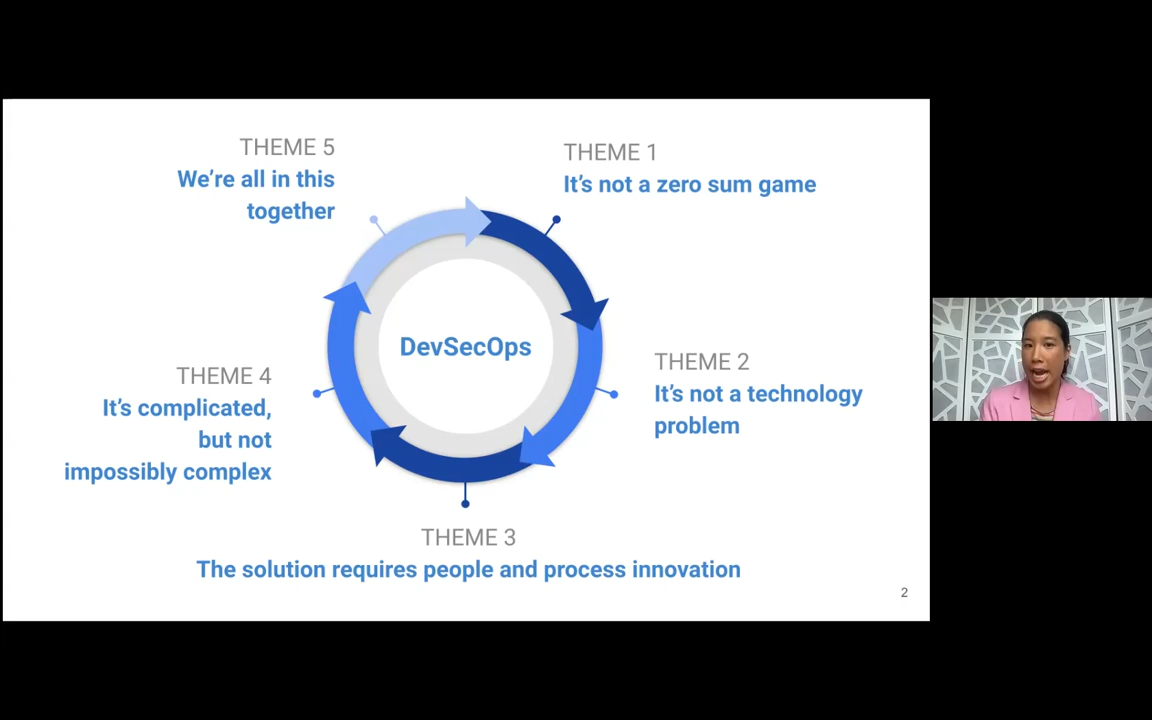 THEME 5
We're all in this
together
THEME 1
It's not a zero sum game
DevSecOps
THEME 2
It's not a technology
problem
THEME 4
It's complicated,
but not
impossibly complex
THEME 3
The solution requires people and process innovation
2